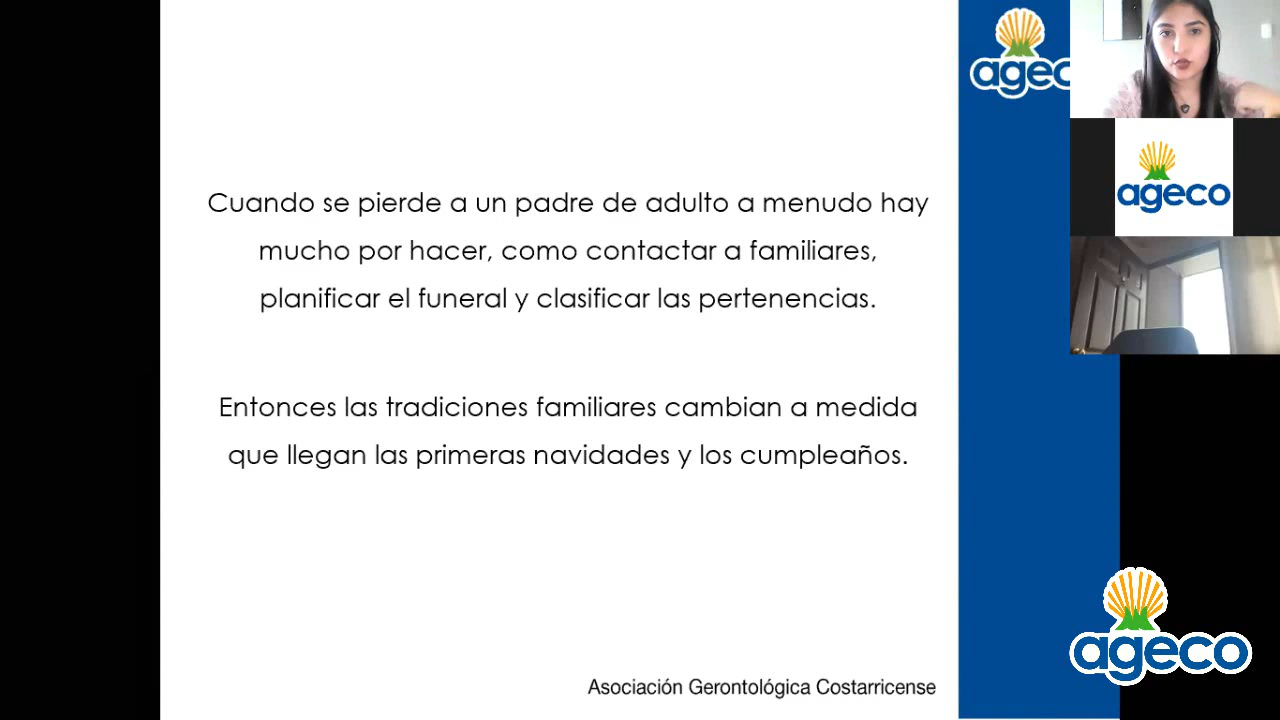 Cuando se pierde a un padre de adulto a menudo hay
mucho por hacer, como contactar a familiares,
planificar el funeral y clasificar las pertenencias.
Entonces las tradiciones familiares cambian a medida
que llegan las primeras navidades y los cumpleaños.
Asociación Gerontológica Costarricense
agec
ageco
ageco